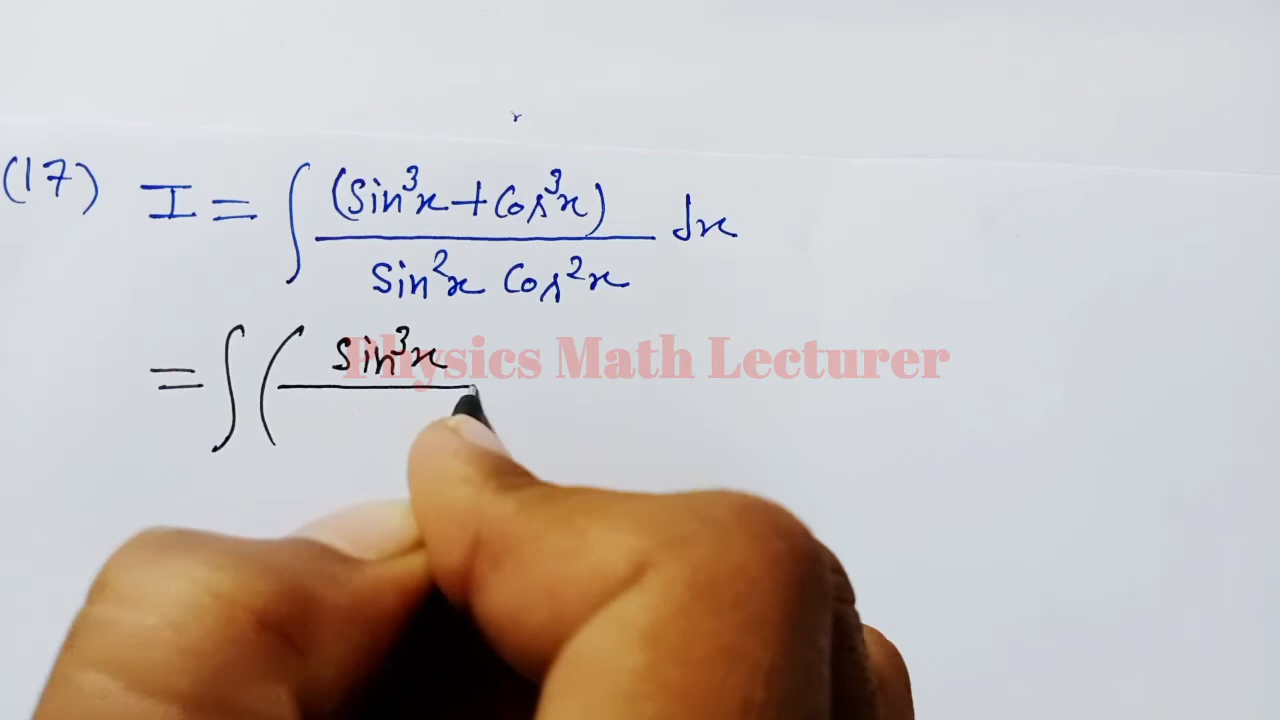 (17) I = ∫ (Sin³x + Cos³x) / Sin²x Cos²x dx
= ∫ ( Sin³x
Physics Math Lecturer